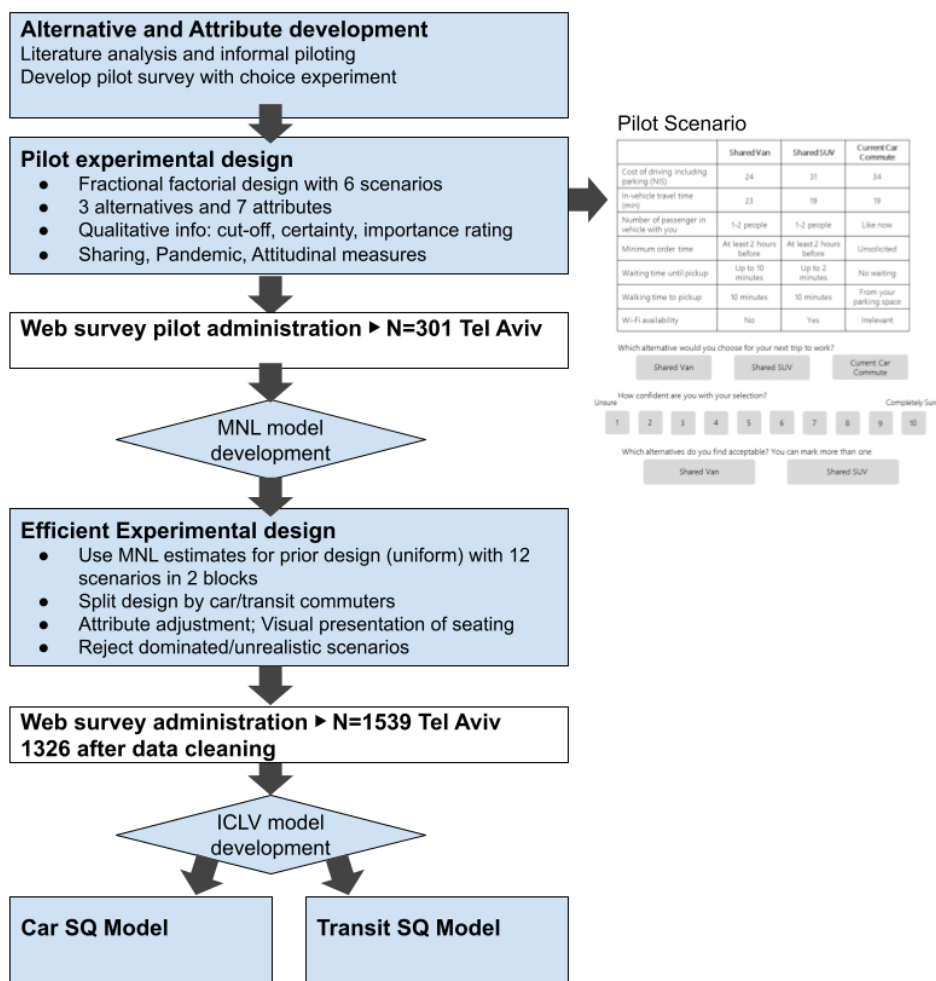 Alternative and Attribute development
Literature analysis and informal piloting
Develop pilot survey with choice experiment
Pilot experimental design
● Fractional factorial design with 6 scenarios
● 3 alternatives and 7 attributes
● Qualitative info: cut-off, certainty, importance rating
● Sharing, Pandemic, Attitudinal measures
Web survey pilot administration ▸ N=301 Tel Aviv
MNL model
development
Efficient Experimental design
● Use MNL estimates for prior design (uniform) with 12
scenarios in 2 blocks
● Split design by car/transit commuters
● Attribute adjustment; Visual presentation of seating
● Reject dominated/unrealistic scenarios
Web survey administration ▸ N=1539 Tel Aviv
1326 after data cleaning
ICLV model
development
Car SQ Model
Transit SQ Model
Pilot Scenario
Shared Van Shared SUV Current Car
Commute
Cost of driving including
parking (NIS) 24 31 34
In-vehicle travel time
(min) 23 19 19
Number of passenger in
vehicle with you 1-2 people 1-2 people Like now
Minimum order time At least 2 hours
before At least 2 hours
before Unsolicited
Waiting time until pickup Up to 10
minutes Up to 2
minutes No waiting
Walking time to pickup 10 minutes 10 minutes From your
parking space
Wi-Fi availability No Yes Irrelevant
Which alternative would you choose for your next trip to work?
Shared Van Shared SUV Current Car
Commute
How confident are you with your selection?
Unsure Completely Sur
1 2 3 4 5 6 7 8 9 10
Which alternatives do you find acceptable? You can mark more than one
Shared Van Shared SUV